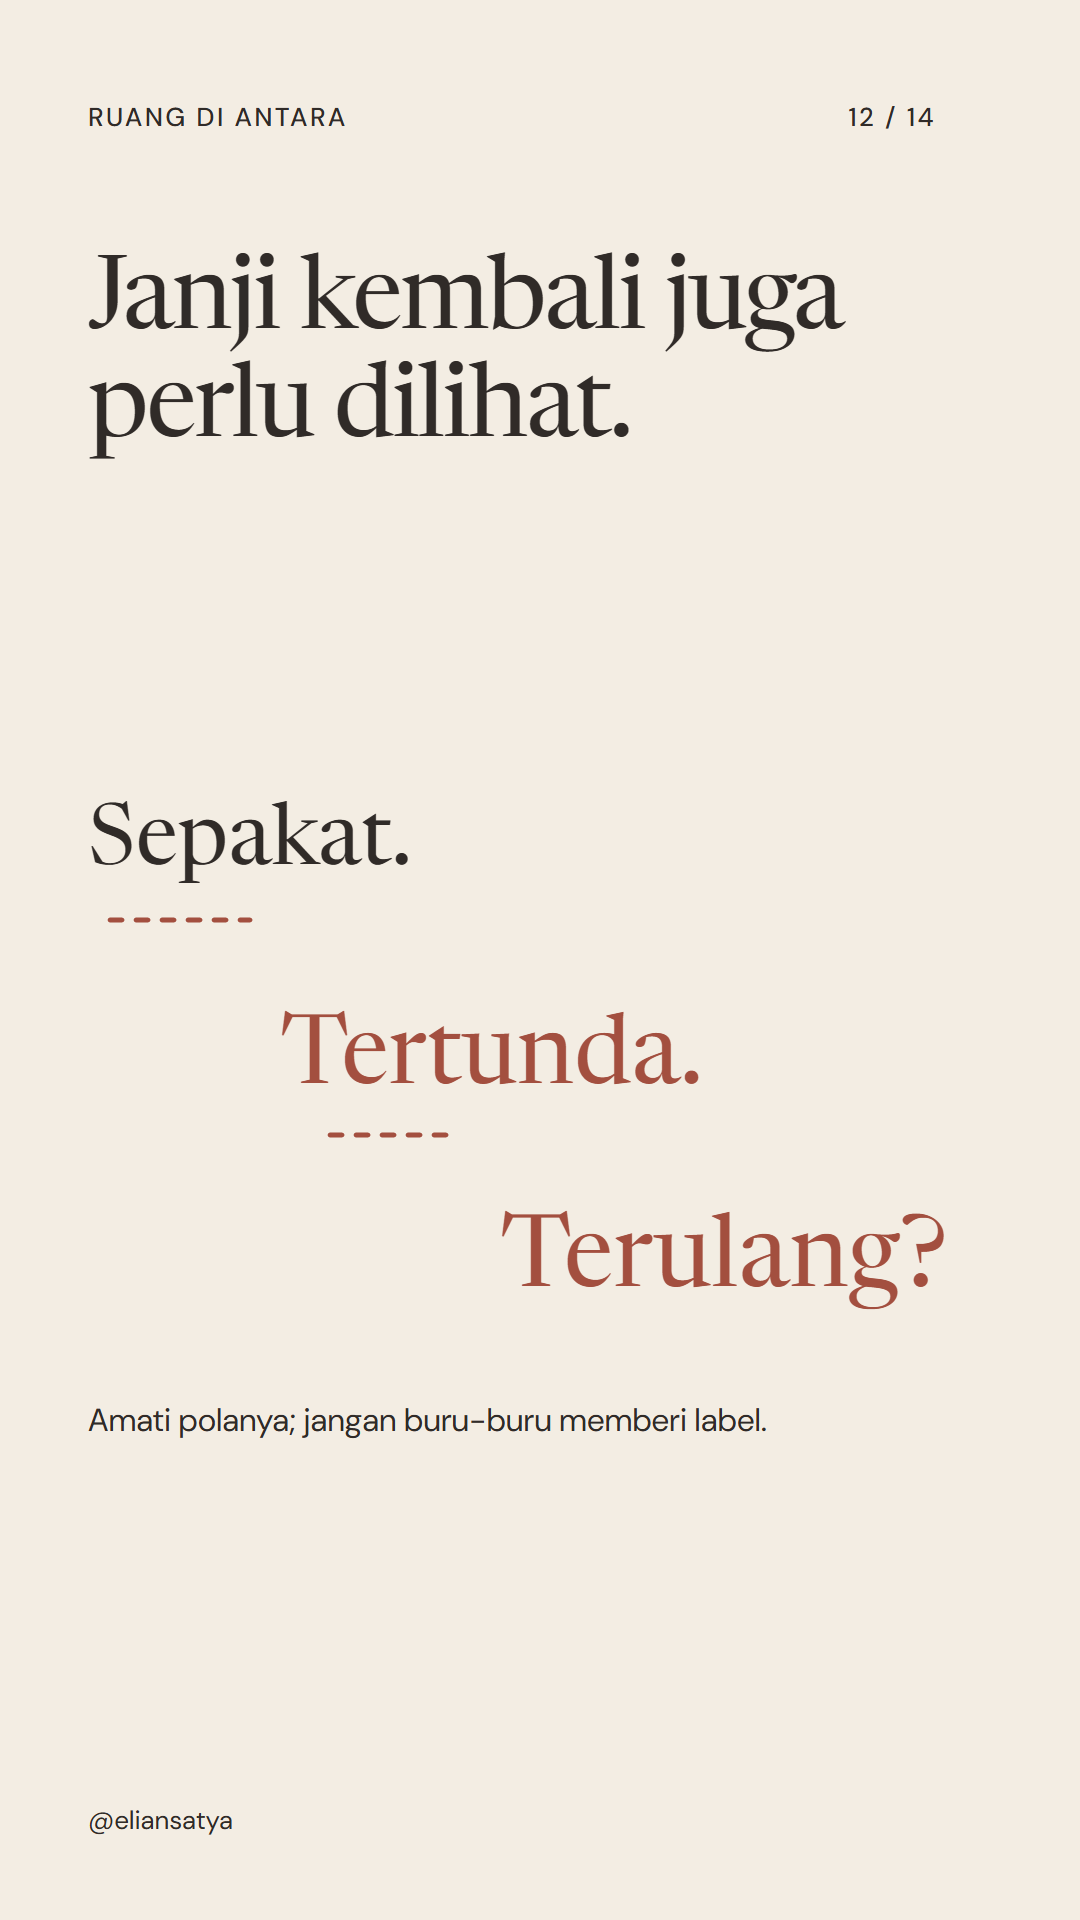 RUANG DI ANTARA
12 / 14
Janji kembali juga
perlu dilihat.
Sepakat.
Tertunda.
Terulang?
Amati polanya; jangan buru-buru memberi label.
@eliansatya